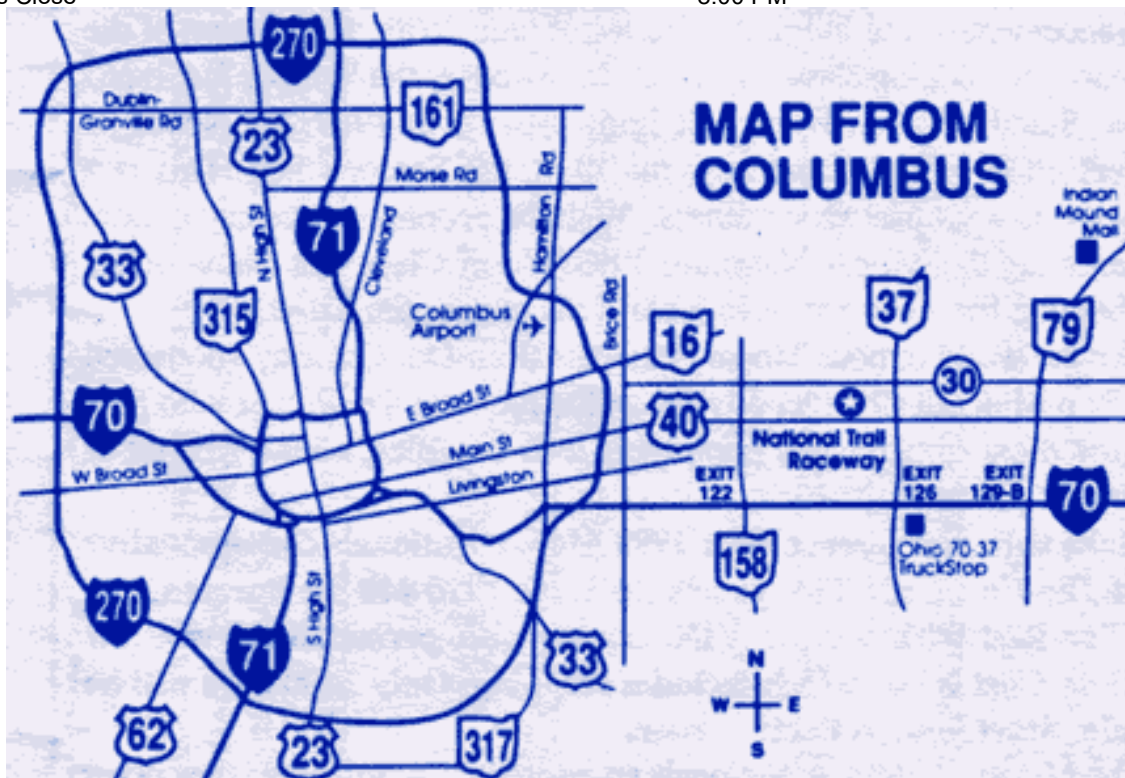 270
Dublin-
Granville Rd
161
23
MAP FROM
COLUMBUS
Morse Rd
Hamilton Rd
Indian
Mound
Mall
N High St
71
Cleveland
33
315
Columbus
Airport
Brice Rd
16
37
79
30
70
E Broad St
40
Main St
National Trail
Raceway
W Broad St
Livingston
EXIT
122
EXIT
126
EXIT
129-B
70
158
Ohio 70-37
TruckStop
270
S High St
71
33
N
W E
S
62
23
317